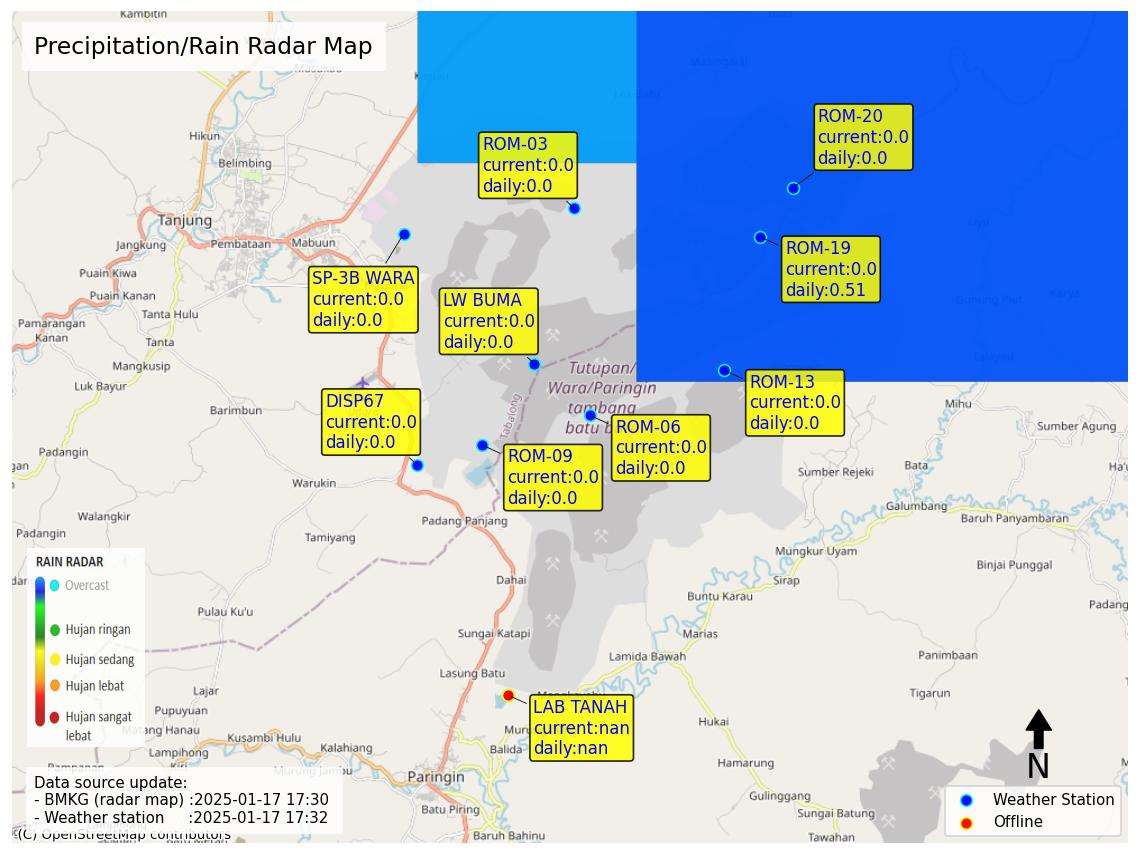 Kambitin
Precipitation/Rain Radar Map
Masukau
Kapau
Loa Batu
Hikun
Belimbing
ROM-03
current:0.0
daily:0.0
ROM-20
current:0.0
daily:0.0
Tanjung
Jangkung
Pembataan
Mabuun
Puain Kiwa
Puain Kanan
SP-3B WARA
current:0.0
daily:0.0
LW BUMA
current:0.0
daily:0.0
ROM-19
current:0.0
daily:0.51
Liyu
Gunung Riut
Karya
Lajayau
Tanta Hulu
Pamarangan
Kanan
Tanta
Mangkusip
Luk Bayur
Barimbun
Tutupan/
Wara/Paringin
tambang
batu b
Tabalong
DISP67
current:0.0
daily:0.0
ROM-13
current:0.0
daily:0.0
ROM-06
current:0.0
daily:0.0
ROM-09
current:0.0
daily:0.0
Mihu
Sumber Agung
Padangin
Warukin
Sumber Rejeki
Bata
Ha'u
Galumbang
Baruh Panyambaran
Walangkir
Padangin
Padang Panjang
Tamiyang
Mungkur Uyam
Binjai Punggal
Sirap
Dahai
Buntu Karau
Padang
Pulau Ku'u
Sungai Katapi
Marias
Lamida Bawah
Panimbaan
Lasung Batu
Tigarun
Lajar
Pupuyuan
Matang Hanau
Kusambi Hulu
Lampihong
Kalahiang
Murung Jambu
Hukai
Balida
Hamarung
Paringin
Gulinggang
Batu Piring
Sungai Batung
Baruh Bahinu
Tawahan
LAB TANAH
current:nan
daily:nan
RAIN RADAR
Overcast
Hujan ringan
Hujan sedang
Hujan lebat
Hujan sangat
lebat
Data source update:
- BMKG (radar map) :2025-01-17 17:30
- Weather station :2025-01-17 17:32
(C) OpenStreetMap contributors
N
Weather Station
Offline